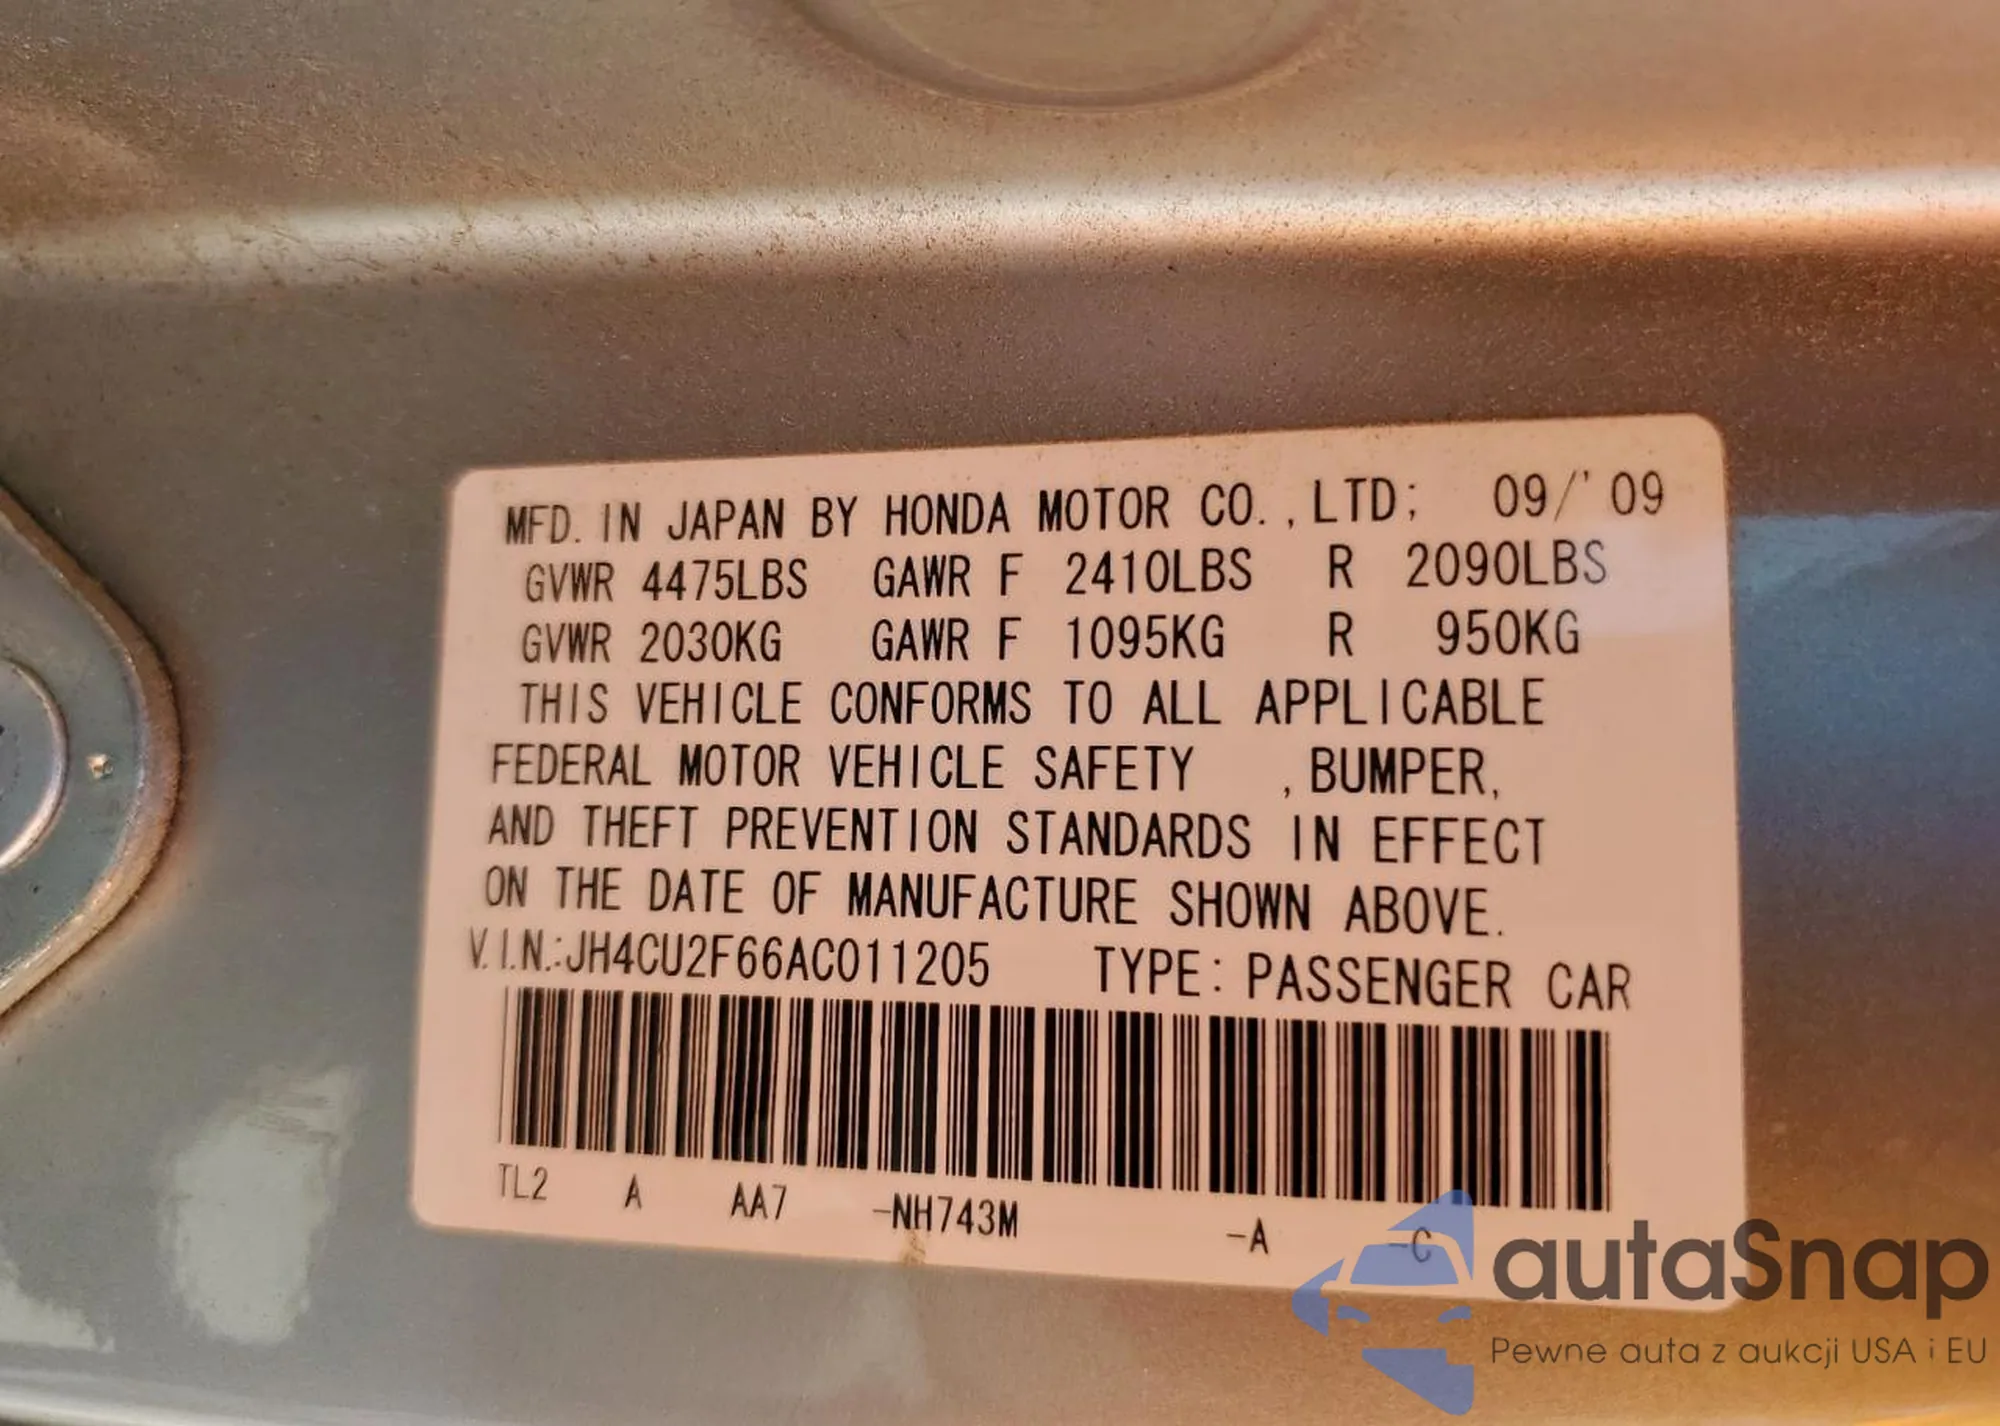 MFD. IN JAPAN BY HONDA MOTOR CO.,LTD; 09/'09
GVWR 4475LBS GAWR F 2410LBS R 2090LBS
GVWR 2030KG GAWR F 1095KG R 950KG
THIS VEHICLE CONFORMS TO ALL APPLICABLE
FEDERAL MOTOR VEHICLE SAFETY ,BUMPER,
AND THEFT PREVENTION STANDARDS IN EFFECT
ON THE DATE OF MANUFACTURE SHOWN ABOVE.
V.I.N.:JH4CU2F66AC011205 TYPE: PASSENGER CAR
TL2 A AA7 -NH743M -A -C
autaSnap
Pewne auta z aukcji USA i EU